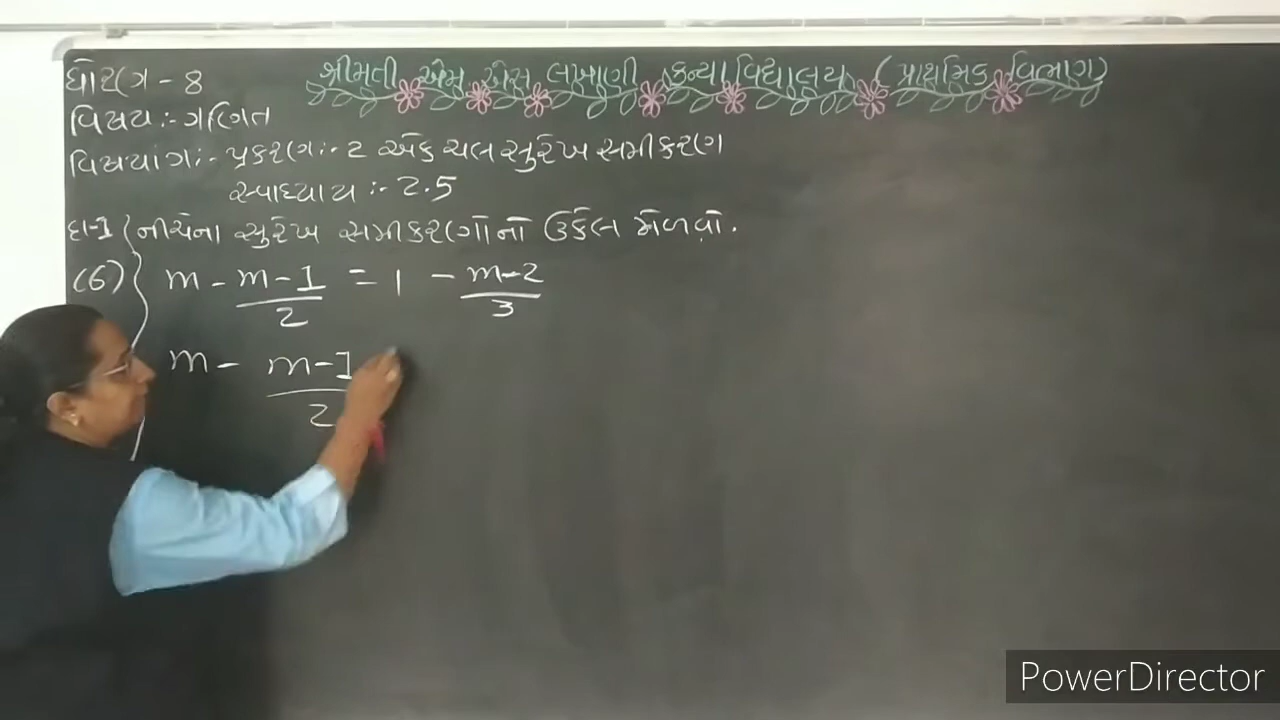 શ્રીમતી એમ એસ લાખાણી કન્યા વિદ્યાલય (પ્રાથમિક વિભાગ)
ધોરણ - 8
વિષય :- ગણિત
વિષયાંગ :- પ્રકરણ :- 2 એક ચલ સુરેખ સમીકરણ
સ્વાધ્યાય :- 2.5
દા-1 નીચેના સુરેખ સમીકરણોનો ઉકેલ મેળવો.
(6) m - (m-1)/2 = 1 - (m-2)/3
m - (m-1)/2
PowerDirector